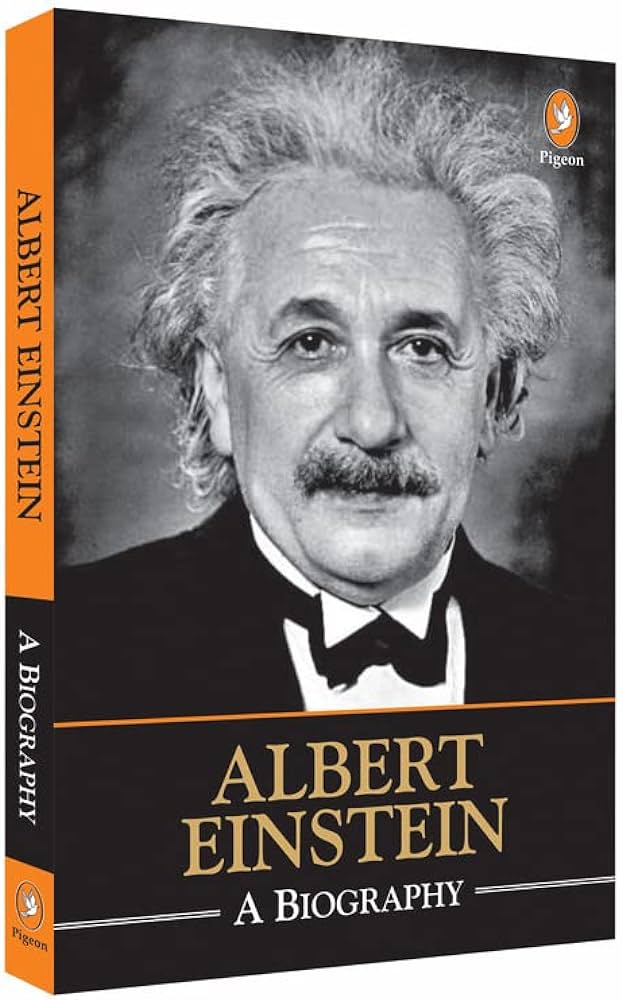 ALBERT EINSTEIN
A BIOGRAPHY
Pigeon
Pigeon
ALBERT
EINSTEIN
A BIOGRAPHY